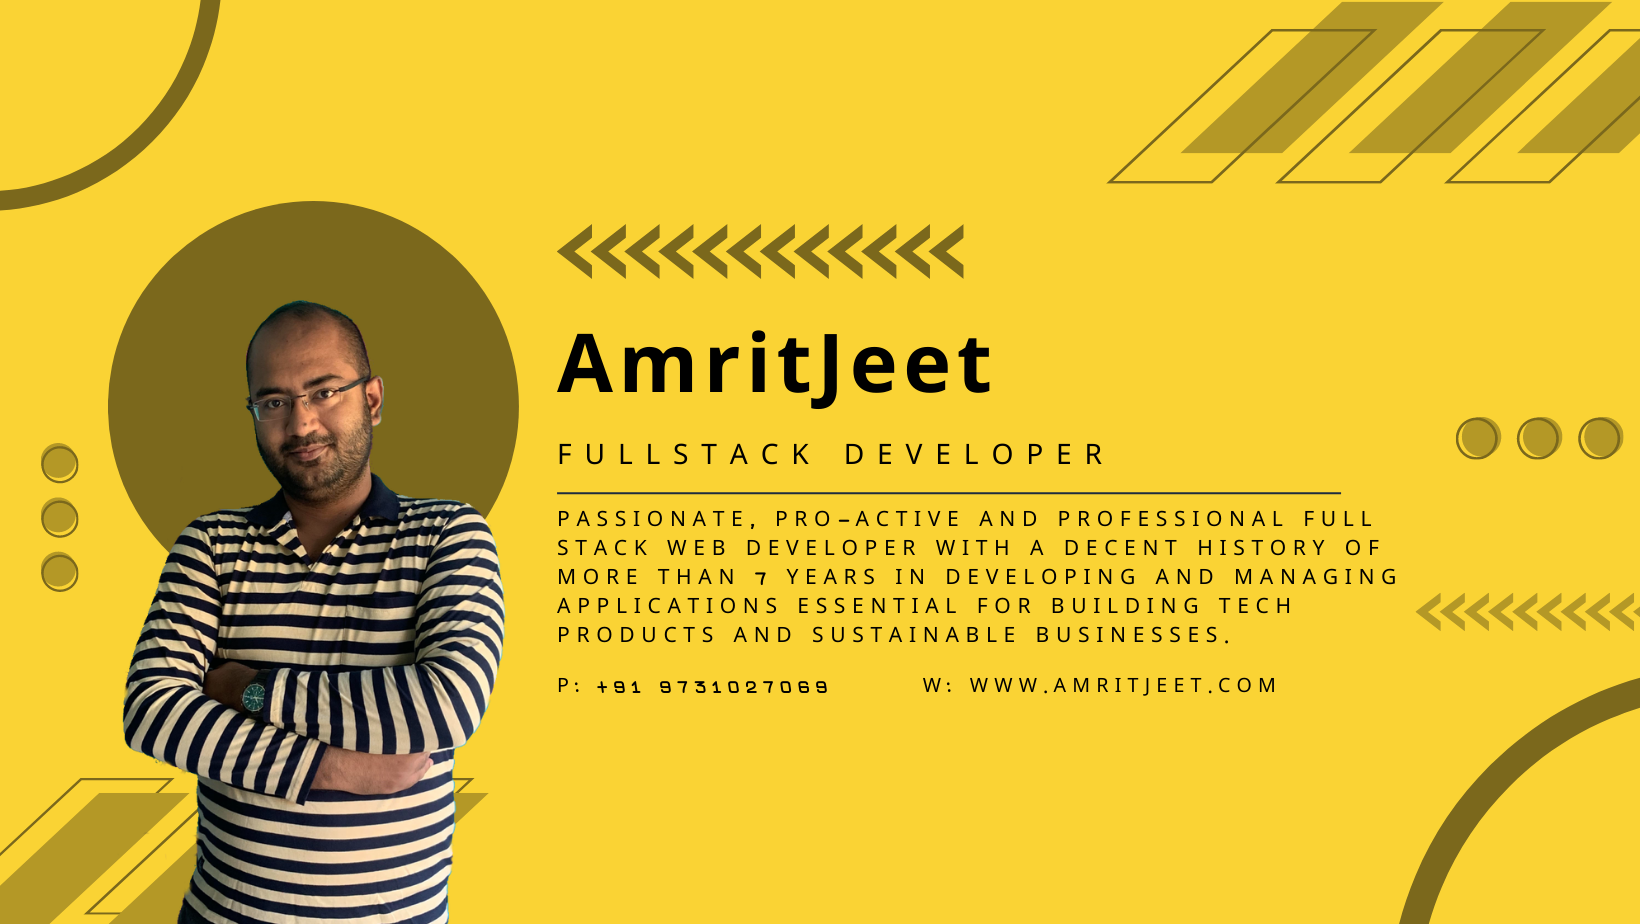 AmritJeet
FULLSTACK DEVELOPER
PASSIONATE, PRO-ACTIVE AND PROFESSIONAL FULL
STACK WEB DEVELOPER WITH A DECENT HISTORY OF
MORE THAN 7 YEARS IN DEVELOPING AND MANAGING
APPLICATIONS ESSENTIAL FOR BUILDING TECH
PRODUCTS AND SUSTAINABLE BUSINESSES.
P: +91 9731027069 W: WWW.AMRITJEET.COM